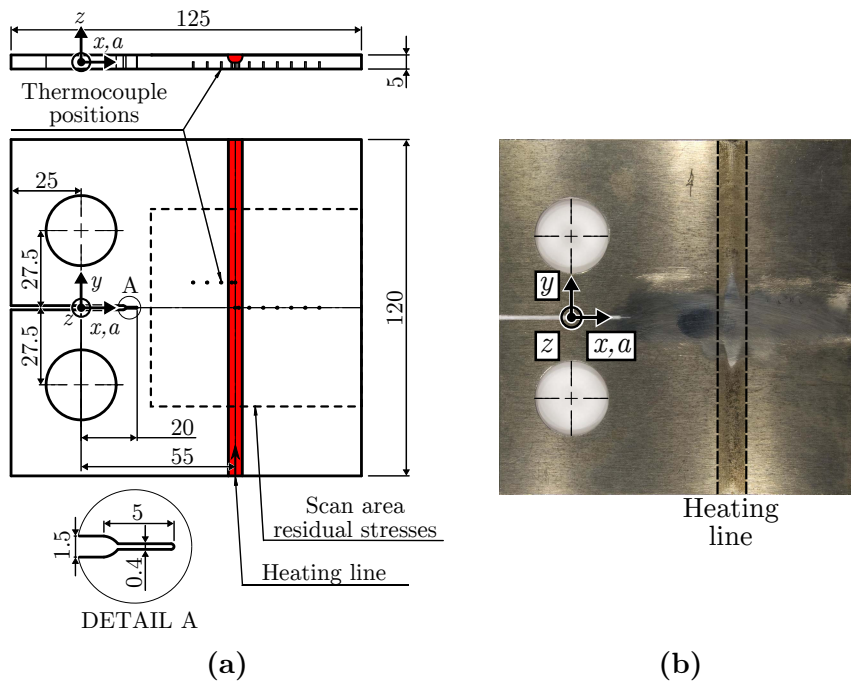 125
z
x,a
5
Thermocouple
positions
25
27.5
y
A
z
x,a
27.5
120
20
55
Scan area
residual stresses
5
1.5
0.4
Heating line
DETAIL A
(a)
y
z
x,a
Heating
line
(b)